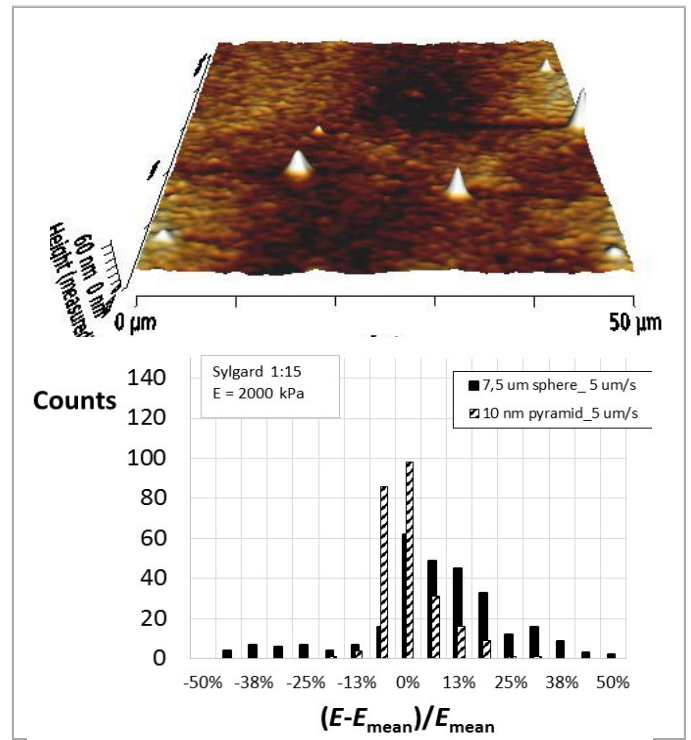 60 nm 0 nm
Height (measured
0 µm
50 µm
Counts
140
120
100
80
60
40
20
0
Sylgard 1:15
E = 2000 kPa
7,5 um sphere_ 5 um/s
10 nm pyramid_5 um/s
-50% -38% -25% -13% 0% 13% 25% 38% 50%
(E-Emean)/Emean